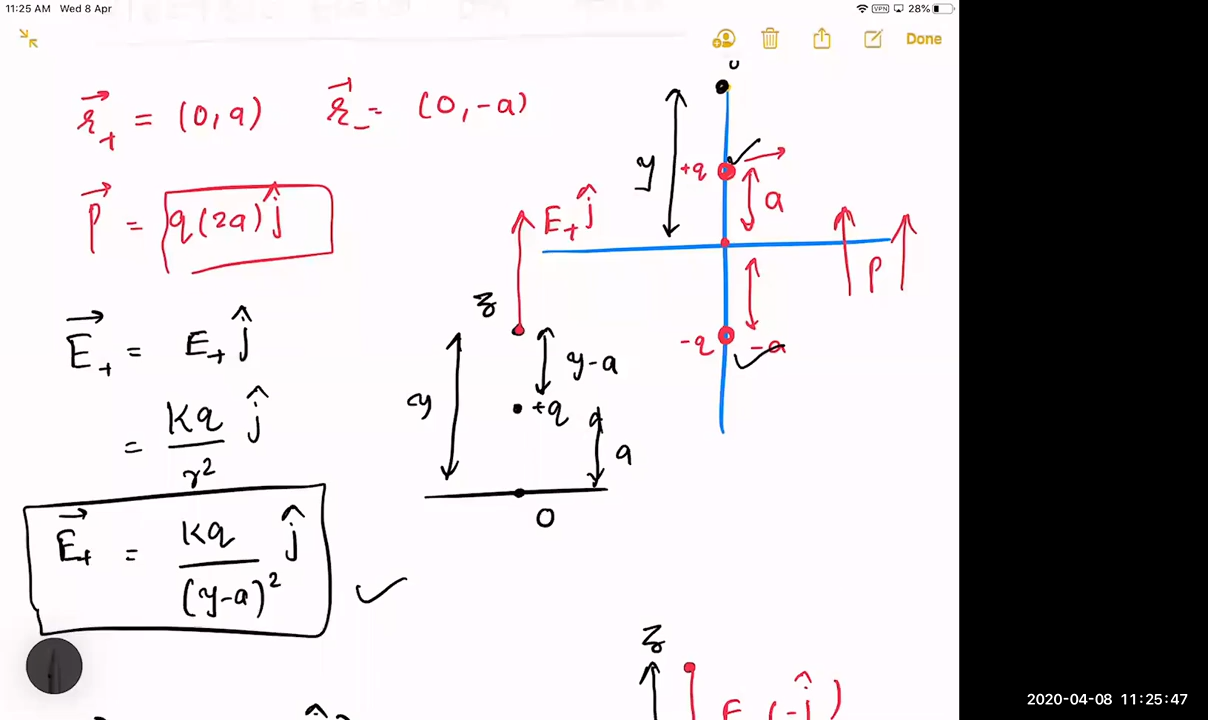 11:25 AM Wed 8 Apr
VPN 28%
Done
r⃗₊ = (0, a) r⃗₋ = (0, -a)
y +q a
P⃗ = q(2a) ĵ
E₊ ĵ
P
z
-q -a
E⃗₊ = E₊ ĵ
y-a
y +q
a
= Kq/r² ĵ
O
E⃗₊ = Kq/(y-a)² ĵ
z
E (-ĵ)
2020-04-08 11:25:47